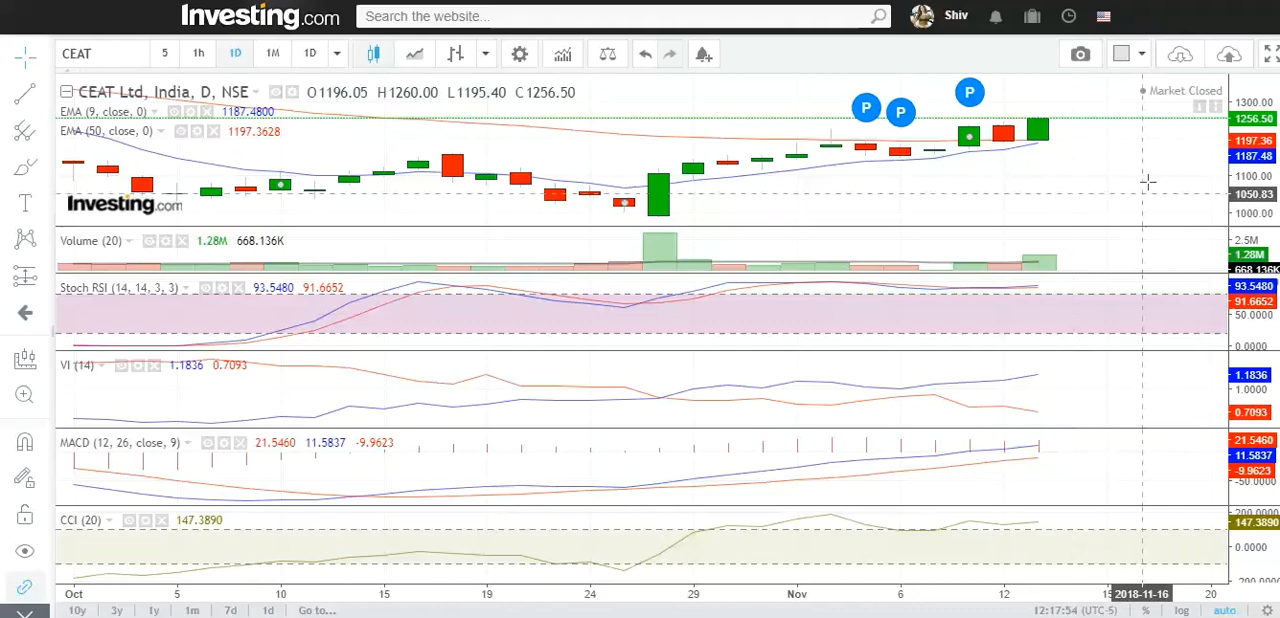 Investing.com Search the website... Shiv
CEAT 5 1h 1D 1M 1D
CEAT Ltd, India, D, NSE O1196.05 H1260.00 L1195.40 C1256.50
Market Closed
EMA (9, close, 0) 1187.4800
EMA (50, close, 0) 1197.3628
P P P
1300.00
1256.50
1197.36
1187.48
1100.00
1050.83
1000.00
Investing.com
Volume (20) 1.28M 668.136K
2.5M
1.28M
668.136K
Stoch RSI (14, 14, 3, 3) 93.5480 91.6652
93.5480
91.6652
50.0000
0.0000
VI (14) 1.1836 0.7093
1.1836
1.0000
0.7093
MACD (12, 26, close, 9) 21.5460 11.5837 -9.9623
21.5460
11.5837
-9.9623
-50.0000
CCI (20) 147.3890
200.0000
147.3890
0.0000
Oct 5 10 15 19 24 29 Nov 6 12 15 2018-11-16 20
10y 3y 1y 1m 7d 1d Go to... 12:17:54 (UTC-5) % log auto